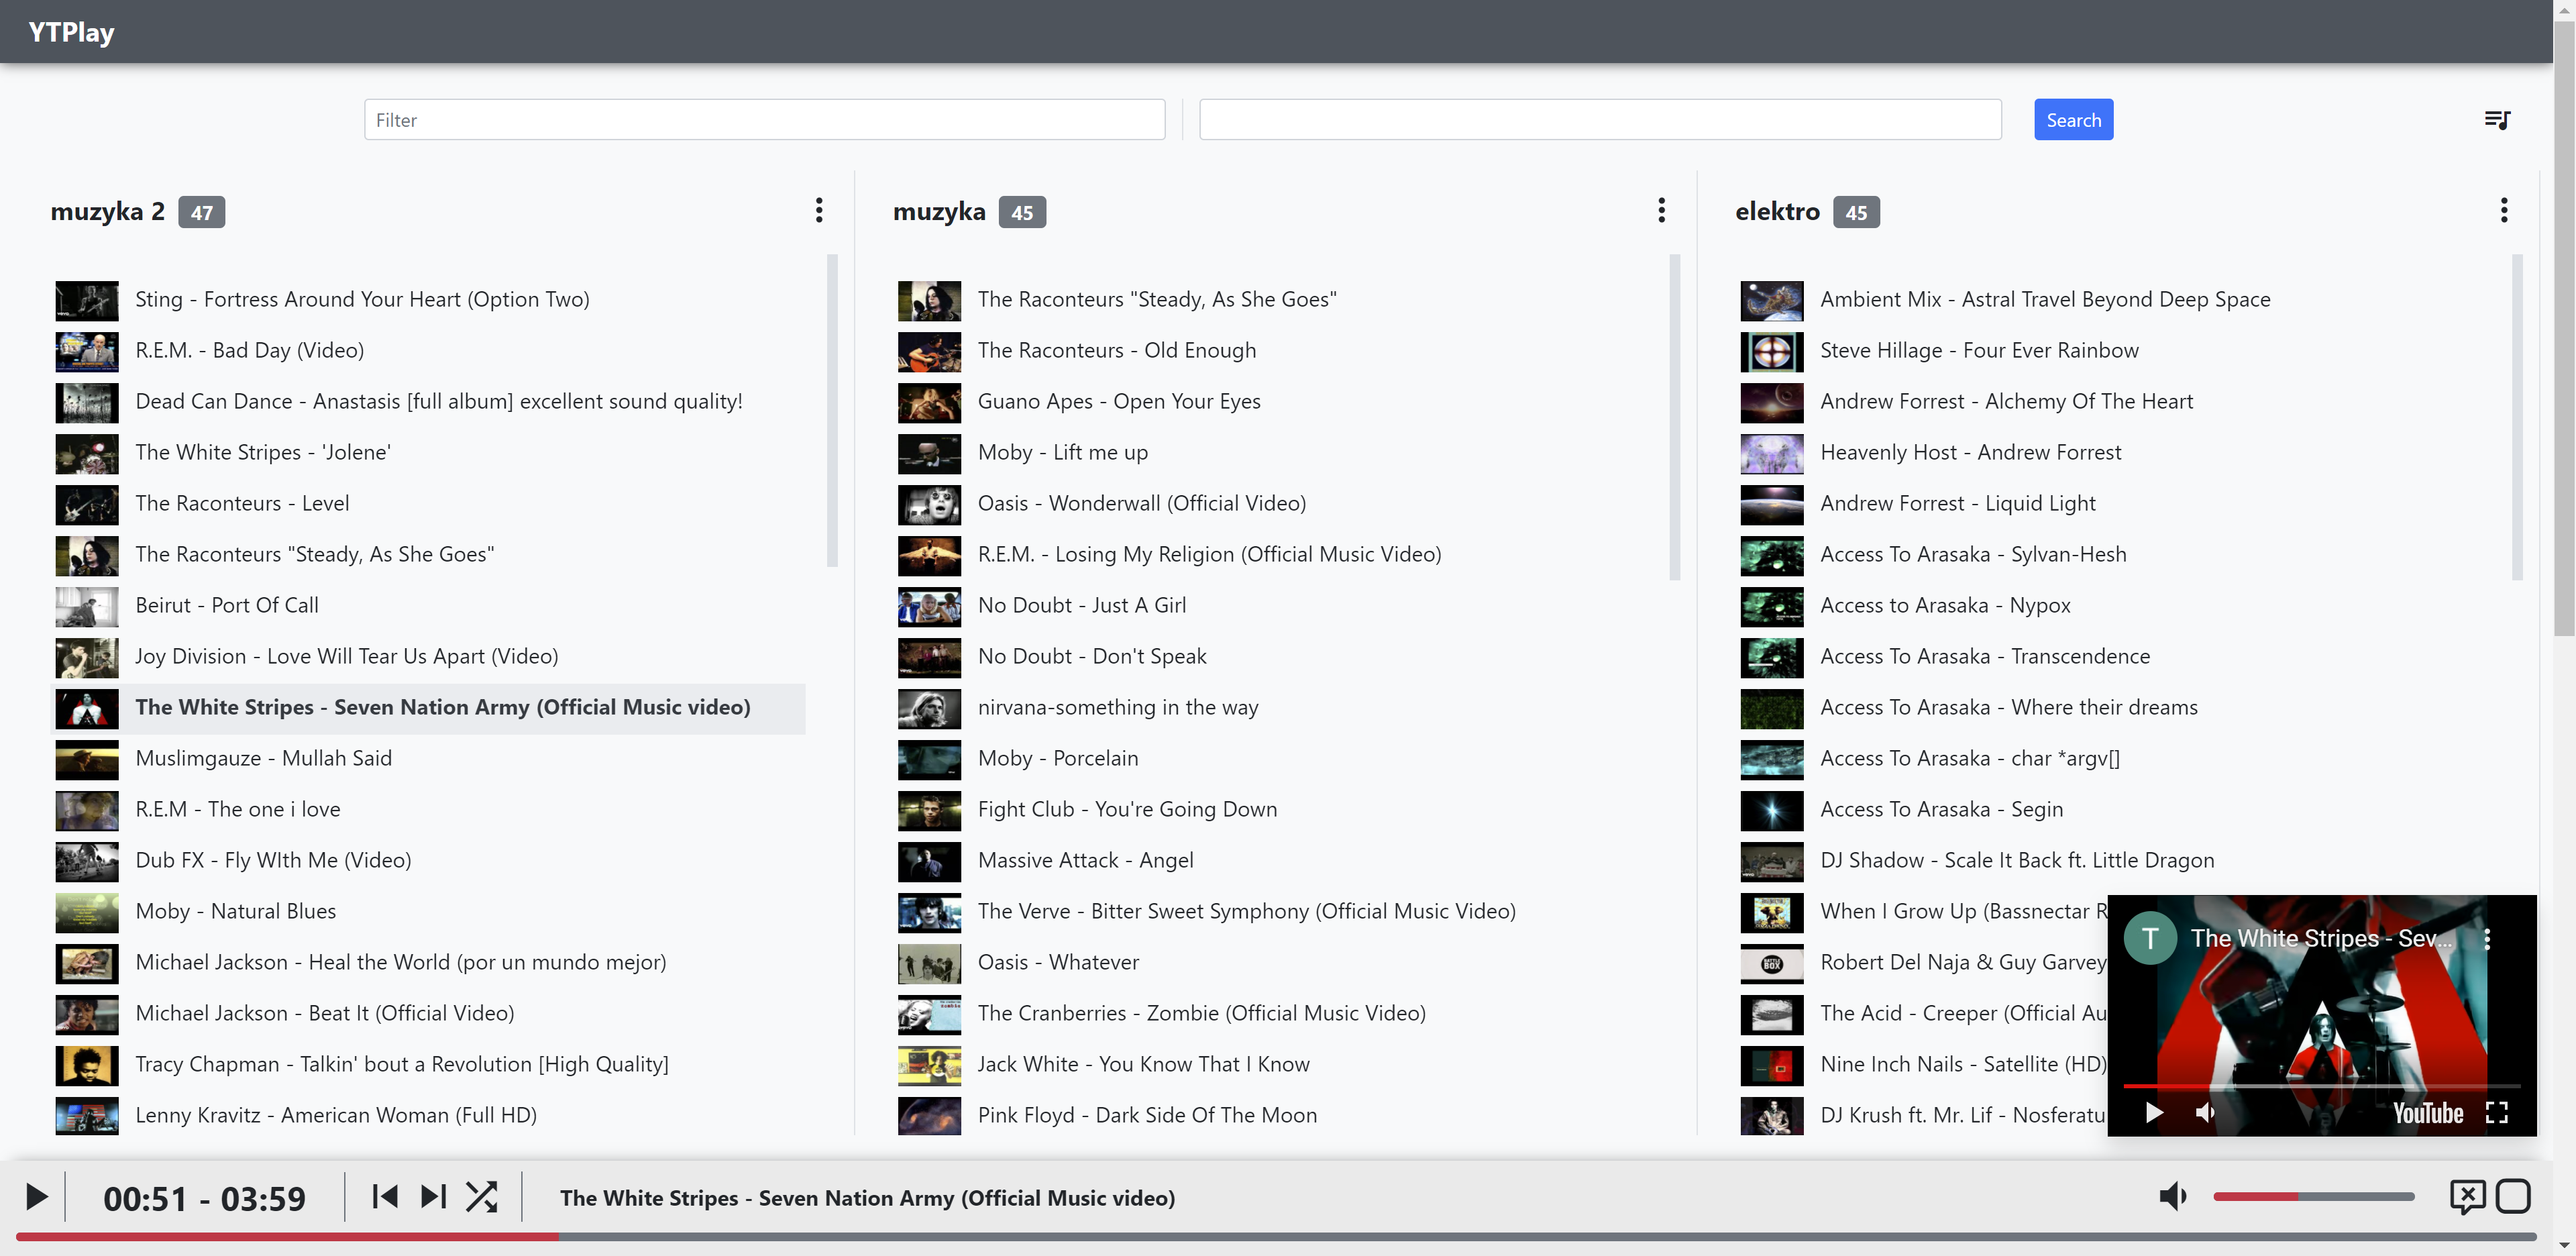 YTPlay
Filter
Search
muzyka 2 47
Sting - Fortress Around Your Heart (Option Two)
R.E.M. - Bad Day (Video)
Dead Can Dance - Anastasis [full album] excellent sound quality!
The White Stripes - 'Jolene'
The Raconteurs - Level
The Raconteurs "Steady, As She Goes"
Beirut - Port Of Call
Joy Division - Love Will Tear Us Apart (Video)
The White Stripes - Seven Nation Army (Official Music video)
Muslimgauze - Mullah Said
R.E.M - The one i love
Dub FX - Fly WIth Me (Video)
Moby - Natural Blues
Michael Jackson - Heal the World (por un mundo mejor)
Michael Jackson - Beat It (Official Video)
Tracy Chapman - Talkin' bout a Revolution [High Quality]
Lenny Kravitz - American Woman (Full HD)
muzyka 45
The Raconteurs "Steady, As She Goes"
The Raconteurs - Old Enough
Guano Apes - Open Your Eyes
Moby - Lift me up
Oasis - Wonderwall (Official Video)
R.E.M. - Losing My Religion (Official Music Video)
No Doubt - Just A Girl
No Doubt - Don't Speak
nirvana-something in the way
Moby - Porcelain
Fight Club - You're Going Down
Massive Attack - Angel
The Verve - Bitter Sweet Symphony (Official Music Video)
Oasis - Whatever
The Cranberries - Zombie (Official Music Video)
Jack White - You Know That I Know
Pink Floyd - Dark Side Of The Moon
elektro 45
Ambient Mix - Astral Travel Beyond Deep Space
Steve Hillage - Four Ever Rainbow
Andrew Forrest - Alchemy Of The Heart
Heavenly Host - Andrew Forrest
Andrew Forrest - Liquid Light
Access To Arasaka - Sylvan-Hesh
Access to Arasaka - Nypox
Access To Arasaka - Transcendence
Access To Arasaka - Where their dreams
Access To Arasaka - char *argv[]
Access To Arasaka - Segin
DJ Shadow - Scale It Back ft. Little Dragon
When I Grow Up (Bassnectar R
Robert Del Naja & Guy Garvey
The Acid - Creeper (Official Au
Nine Inch Nails - Satellite (HD)
DJ Krush ft. Mr. Lif - Nosferatu
T The White Stripes - Sev...
YouTube
00:51 - 03:59
The White Stripes - Seven Nation Army (Official Music video)